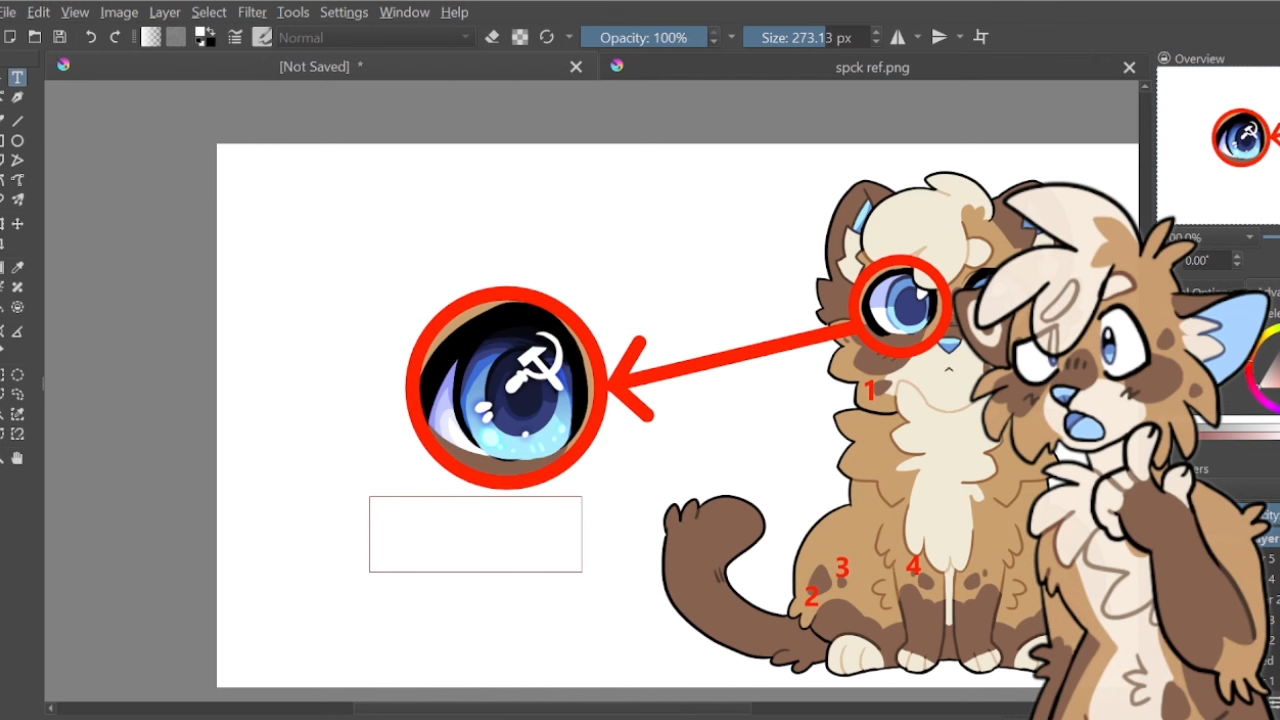 File Edit View Image Layer Select Filter Tools Settings Window Help
Normal Opacity: 100% Size: 273.13 px
[Not Saved] * spck ref.png
Overview
0.00°
1
3 4
2